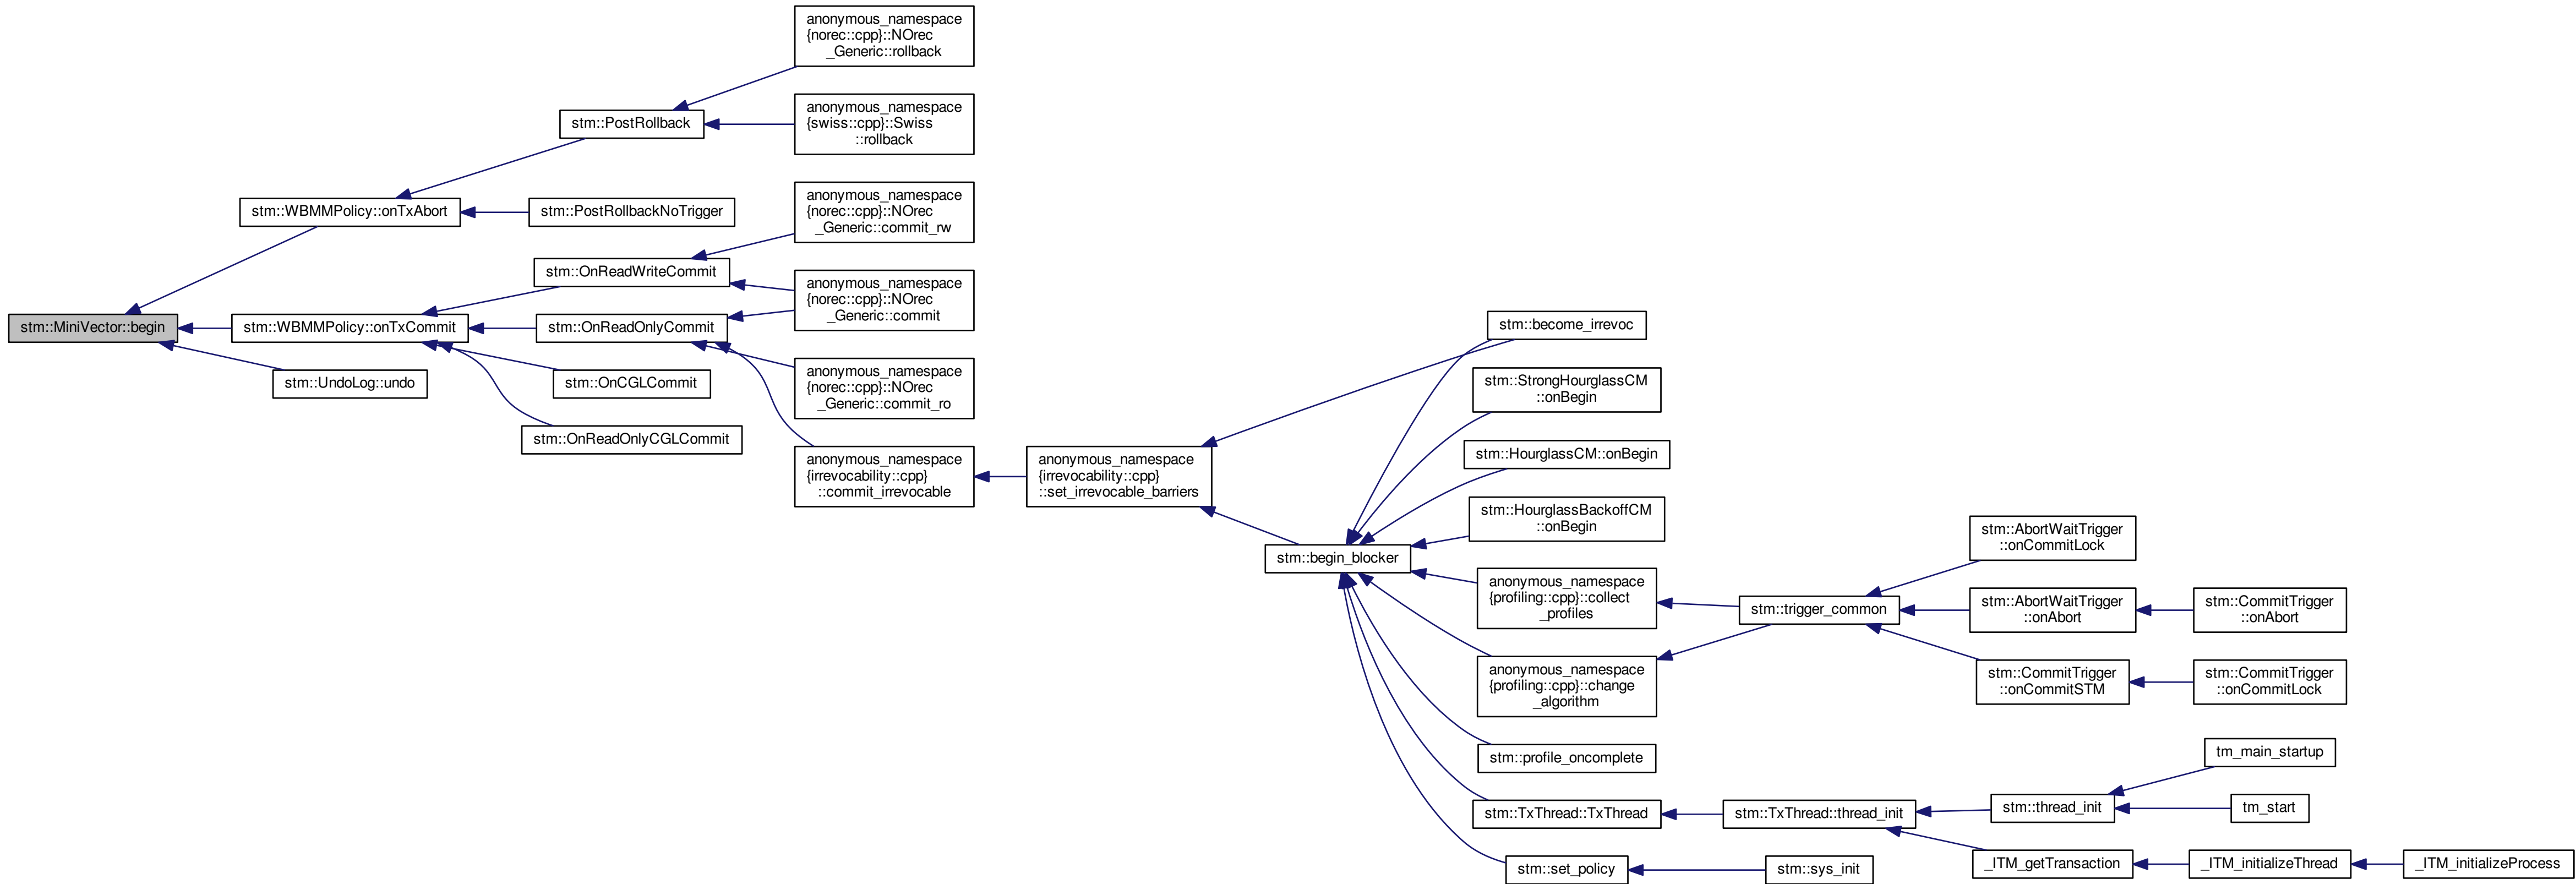 stm::MiniVector::begin
stm::WBMMPolicy::onTxAbort
stm::WBMMPolicy::onTxCommit
stm::UndoLog::undo
stm::PostRollback
stm::PostRollbackNoTrigger
stm::OnReadWriteCommit
stm::OnReadOnlyCommit
stm::OnCGLCommit
stm::OnReadOnlyCGLCommit
anonymous_namespace
{norec::cpp}::NOrec
_Generic::rollback
anonymous_namespace
{swiss::cpp}::Swiss
::rollback
anonymous_namespace
{norec::cpp}::NOrec
_Generic::commit_rw
anonymous_namespace
{norec::cpp}::NOrec
_Generic::commit
anonymous_namespace
{norec::cpp}::NOrec
_Generic::commit_ro
anonymous_namespace
{irrevocability::cpp}
::commit_irrevocable
anonymous_namespace
{irrevocability::cpp}
::set_irrevocable_barriers
stm::begin_blocker
stm::become_irrevoc
stm::StrongHourglassCM
::onBegin
stm::HourglassCM::onBegin
stm::HourglassBackoffCM
::onBegin
anonymous_namespace
{profiling::cpp}::collect
_profiles
anonymous_namespace
{profiling::cpp}::change
_algorithm
stm::profile_oncomplete
stm::TxThread::TxThread
stm::set_policy
stm::trigger_common
stm::TxThread::thread_init
stm::sys_init
stm::AbortWaitTrigger
::onCommitLock
stm::AbortWaitTrigger
::onAbort
stm::CommitTrigger
::onCommitSTM
stm::thread_init
_ITM_getTransaction
stm::CommitTrigger
::onAbort
stm::CommitTrigger
::onCommitLock
tm_main_startup
tm_start
_ITM_initializeThread
_ITM_initializeProcess